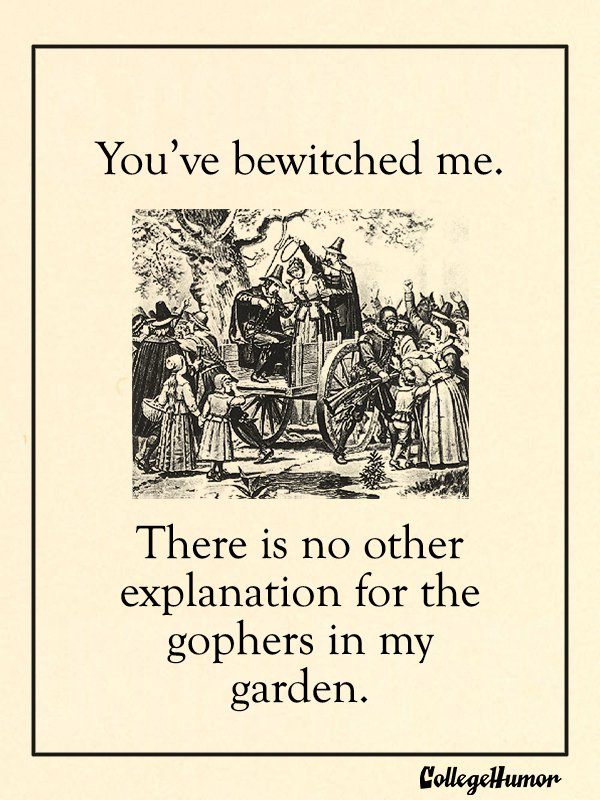 You’ve bewitched me.
There is no other
explanation for the
gophers in my
garden.
CollegeHumor